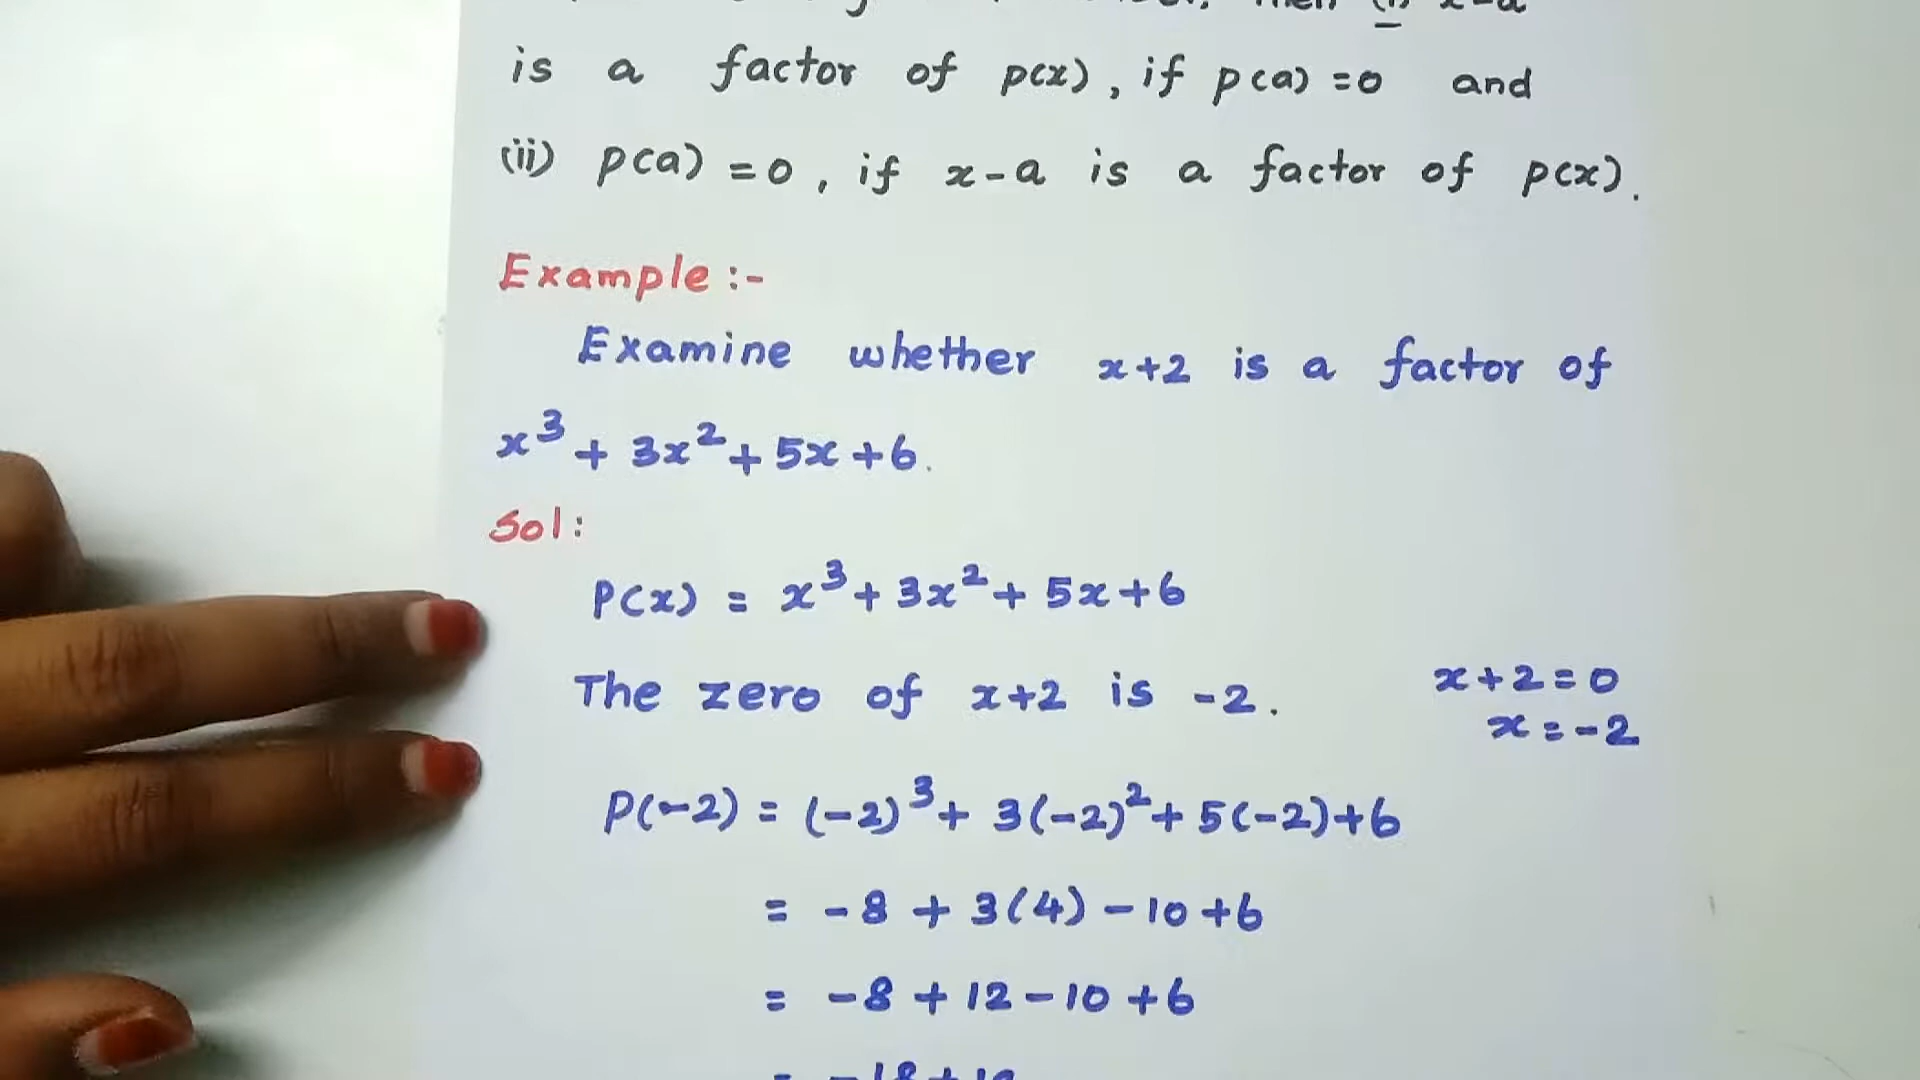 is a factor of p(x), if p(a) = 0 and
(ii) p(a) = 0, if x-a is a factor of p(x).
Example :-
Examine whether x+2 is a factor of
x³ + 3x² + 5x + 6.
Sol:
P(x) = x³ + 3x² + 5x + 6
The zero of x+2 is -2.
x+2=0
x=-2
P(-2) = (-2)³ + 3(-2)² + 5(-2)+6
= -8 + 3(4) - 10 + 6
= -8 + 12 - 10 + 6